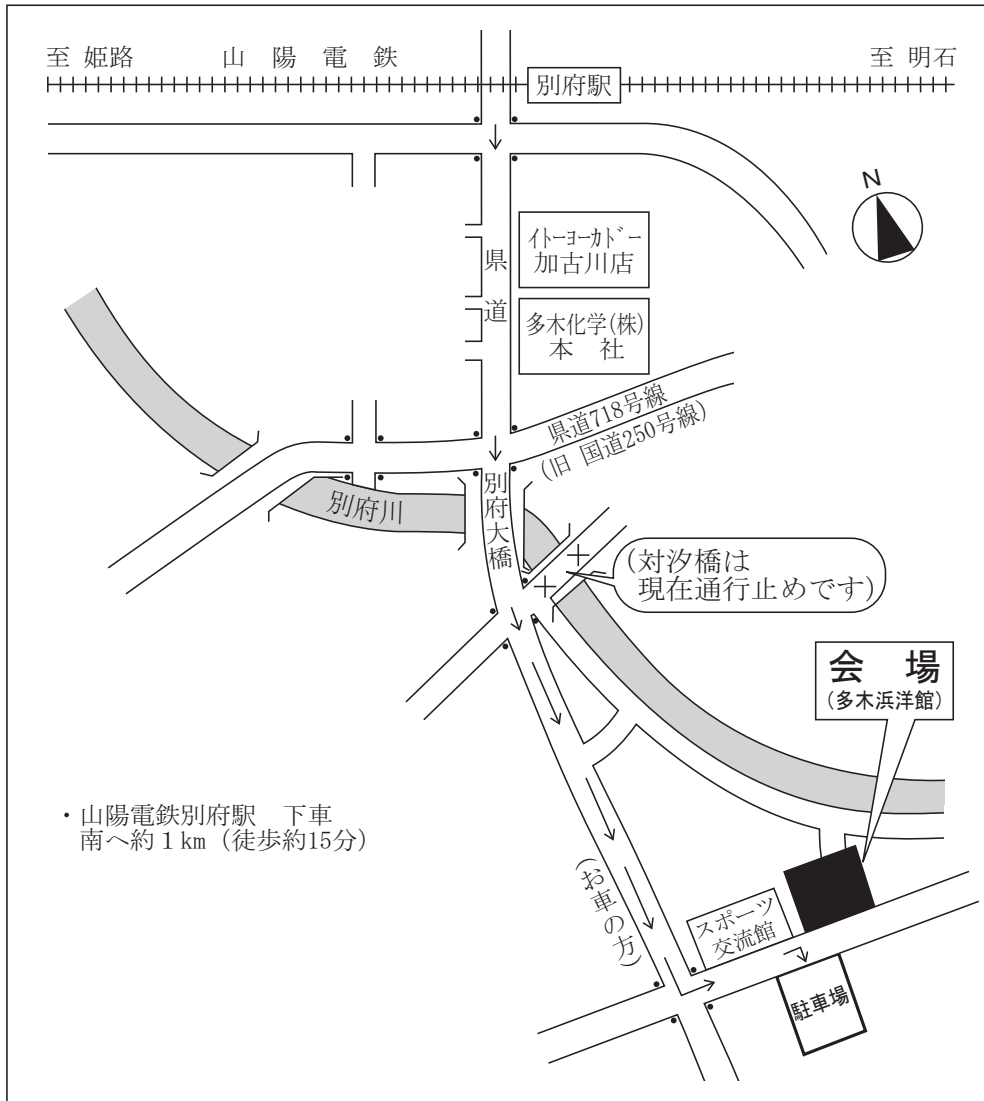 至 姫路 山 陽 電 鉄 至 明石
別府駅
N
イトーヨーカドー
加古川店
県道
多木化学(株)
本 社
県道718号線
(旧 国道250号線)
別府川
別府大橋
(対汐橋は
現在通行止めです)
会 場
(多木浜洋館)
・山陽電鉄別府駅 下車
南へ約1km (徒歩約15分)
(お車の方)
スポーツ
交流館
駐車場